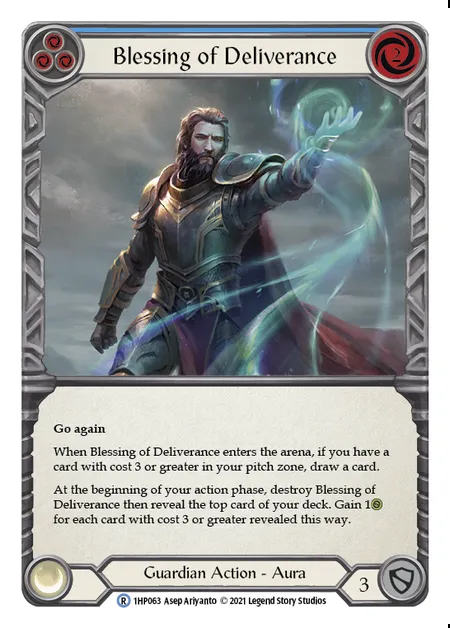 Blessing of Deliverance
2
Go again
When Blessing of Deliverance enters the arena, if you have a
card with cost 3 or greater in your pitch zone, draw a card.
At the beginning of your action phase, destroy Blessing of
Deliverance then reveal the top card of your deck. Gain 1
for each card with cost 3 or greater revealed this way.
Guardian Action - Aura
3
R 1HP063 Asep Ariyanto © 2021 Legend Story Studios